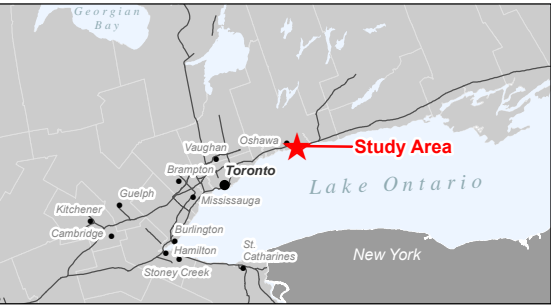 Georgian
Bay
Oshawa
Study Area
Vaughan
Brampton
Toronto
Lake Ontario
Guelph
Mississauga
Kitchener
Cambridge
Burlington
Hamilton
St.
Catharines
Stoney Creek
New York